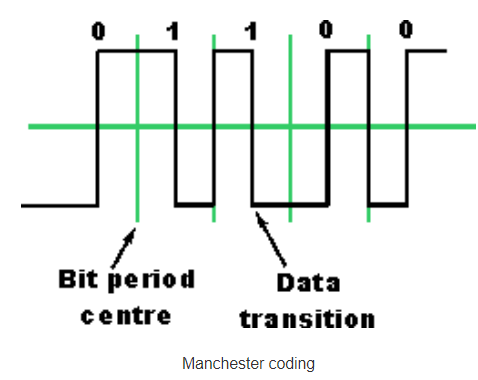 0 1 1 0 0
Bit period
centre
Data
transition
Manchester coding